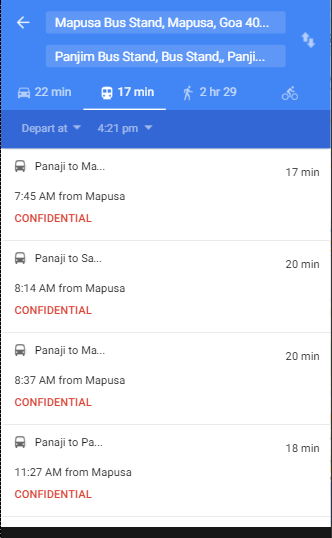 Mapusa Bus Stand, Mapusa, Goa 40...
Panjim Bus Stand, Bus Stand,, Panji...
22 min 17 min 2 hr 29
Depart at 4:21 pm
Panaji to Ma... 17 min
7:45 AM from Mapusa
CONFIDENTIAL
Panaji to Sa... 20 min
8:14 AM from Mapusa
CONFIDENTIAL
Panaji to Ma... 20 min
8:37 AM from Mapusa
CONFIDENTIAL
Panaji to Pa... 18 min
11:27 AM from Mapusa
CONFIDENTIAL